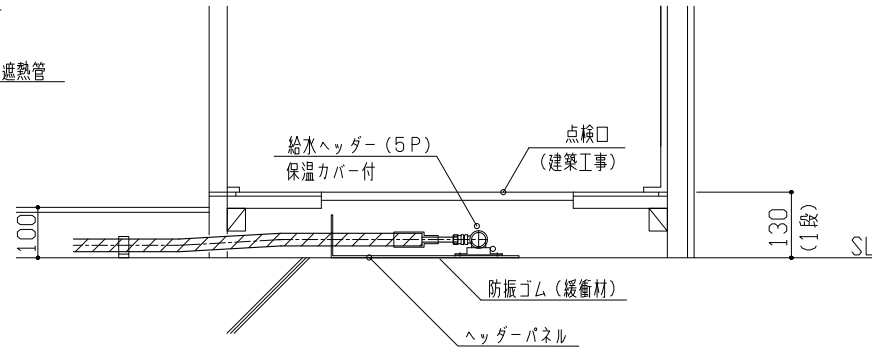 遮熱管
給水ヘッダー(5P)
保温カバー付
点検口
(建築工事)
100
130
(1段)
SL
防振ゴム(緩衝材)
ヘッダーパネル